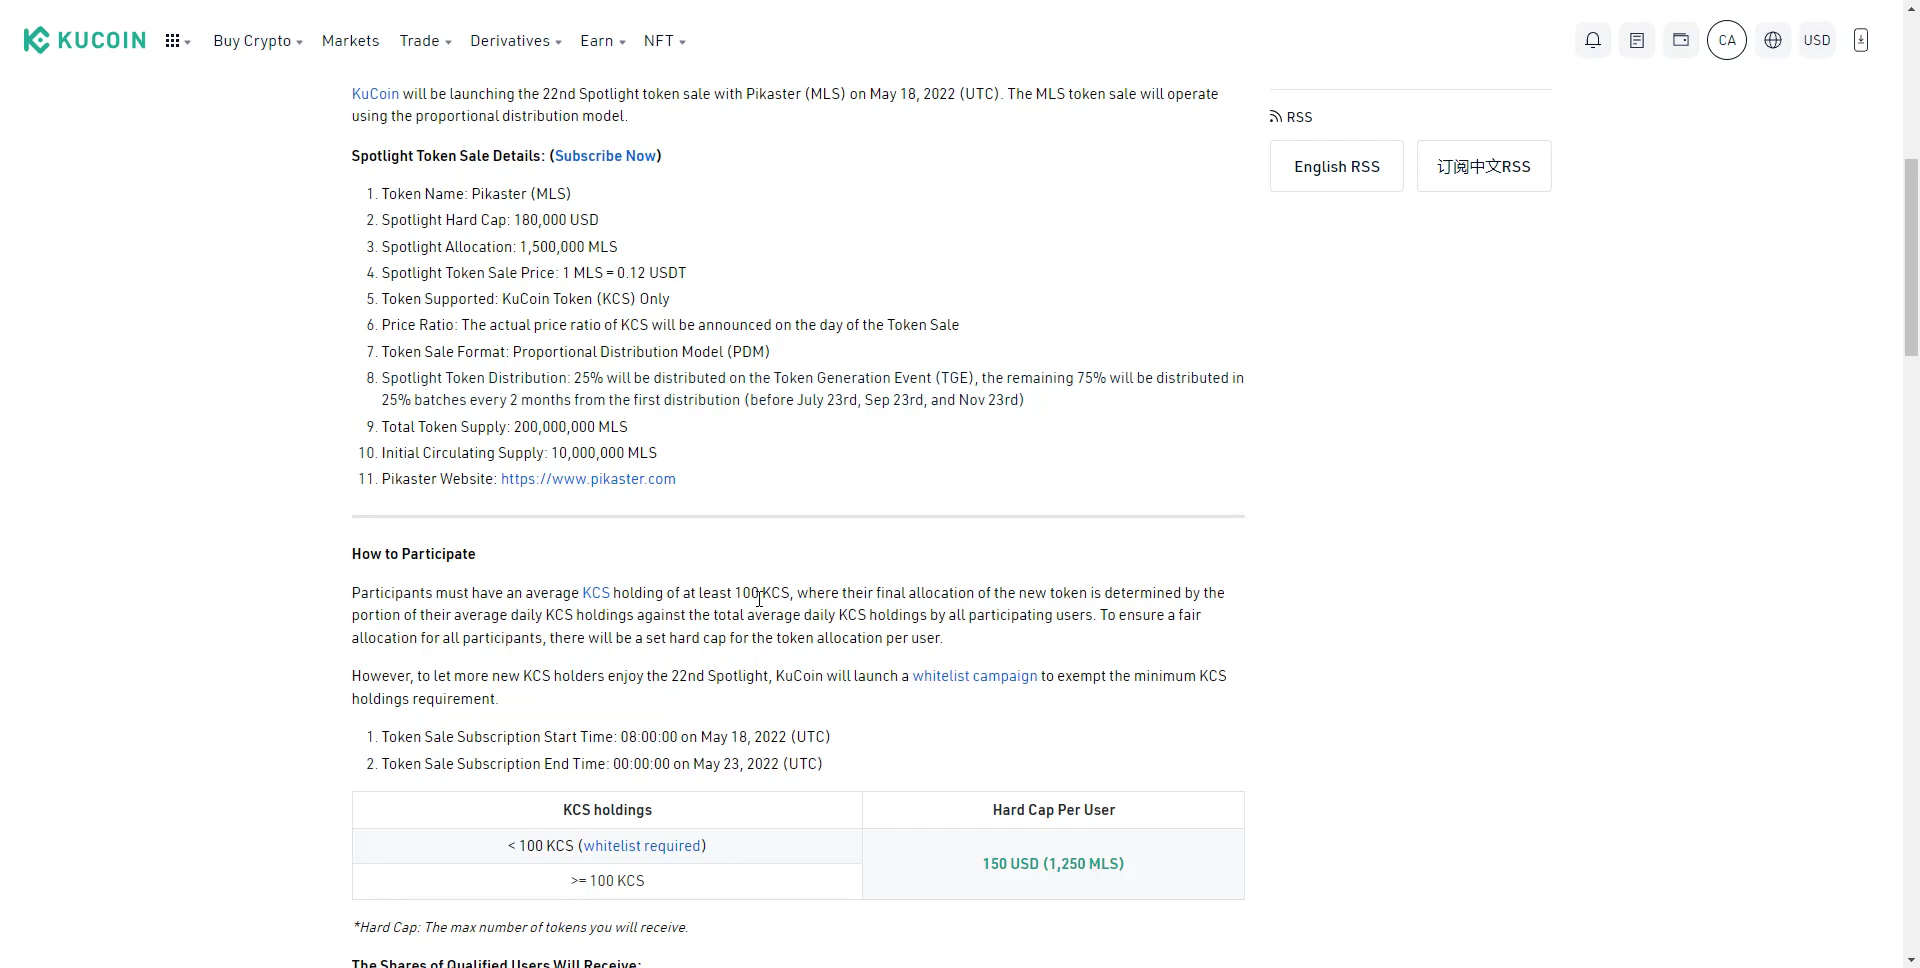 KUCOIN
Buy Crypto
Markets
Trade
Derivatives
Earn
NFT
CA
USD
KuCoin will be launching the 22nd Spotlight token sale with Pikaster (MLS) on May 18, 2022 (UTC). The MLS token sale will operate
using the proportional distribution model.
Spotlight Token Sale Details: (Subscribe Now)
1. Token Name: Pikaster (MLS)
2. Spotlight Hard Cap: 180,000 USD
3. Spotlight Allocation: 1,500,000 MLS
4. Spotlight Token Sale Price: 1 MLS = 0.12 USDT
5. Token Supported: KuCoin Token (KCS) Only
6. Price Ratio: The actual price ratio of KCS will be announced on the day of the Token Sale
7. Token Sale Format: Proportional Distribution Model (PDM)
8. Spotlight Token Distribution: 25% will be distributed on the Token Generation Event (TGE), the remaining 75% will be distributed in
25% batches every 2 months from the first distribution (before July 23rd, Sep 23rd, and Nov 23rd)
9. Total Token Supply: 200,000,000 MLS
10. Initial Circulating Supply: 10,000,000 MLS
11. Pikaster Website: https://www.pikaster.com
How to Participate
Participants must have an average KCS holding of at least 100 KCS, where their final allocation of the new token is determined by the
portion of their average daily KCS holdings against the total average daily KCS holdings by all participating users. To ensure a fair
allocation for all participants, there will be a set hard cap for the token allocation per user.
However, to let more new KCS holders enjoy the 22nd Spotlight, KuCoin will launch a whitelist campaign to exempt the minimum KCS
holdings requirement.
1. Token Sale Subscription Start Time: 08:00:00 on May 18, 2022 (UTC)
2. Token Sale Subscription End Time: 00:00:00 on May 23, 2022 (UTC)
KCS holdings
Hard Cap Per User
< 100 KCS (whitelist required)
150 USD (1,250 MLS)
>= 100 KCS
*Hard Cap: The max number of tokens you will receive.
The Shares of Qualified Users Will Receive:
RSS
English RSS
订阅中文RSS